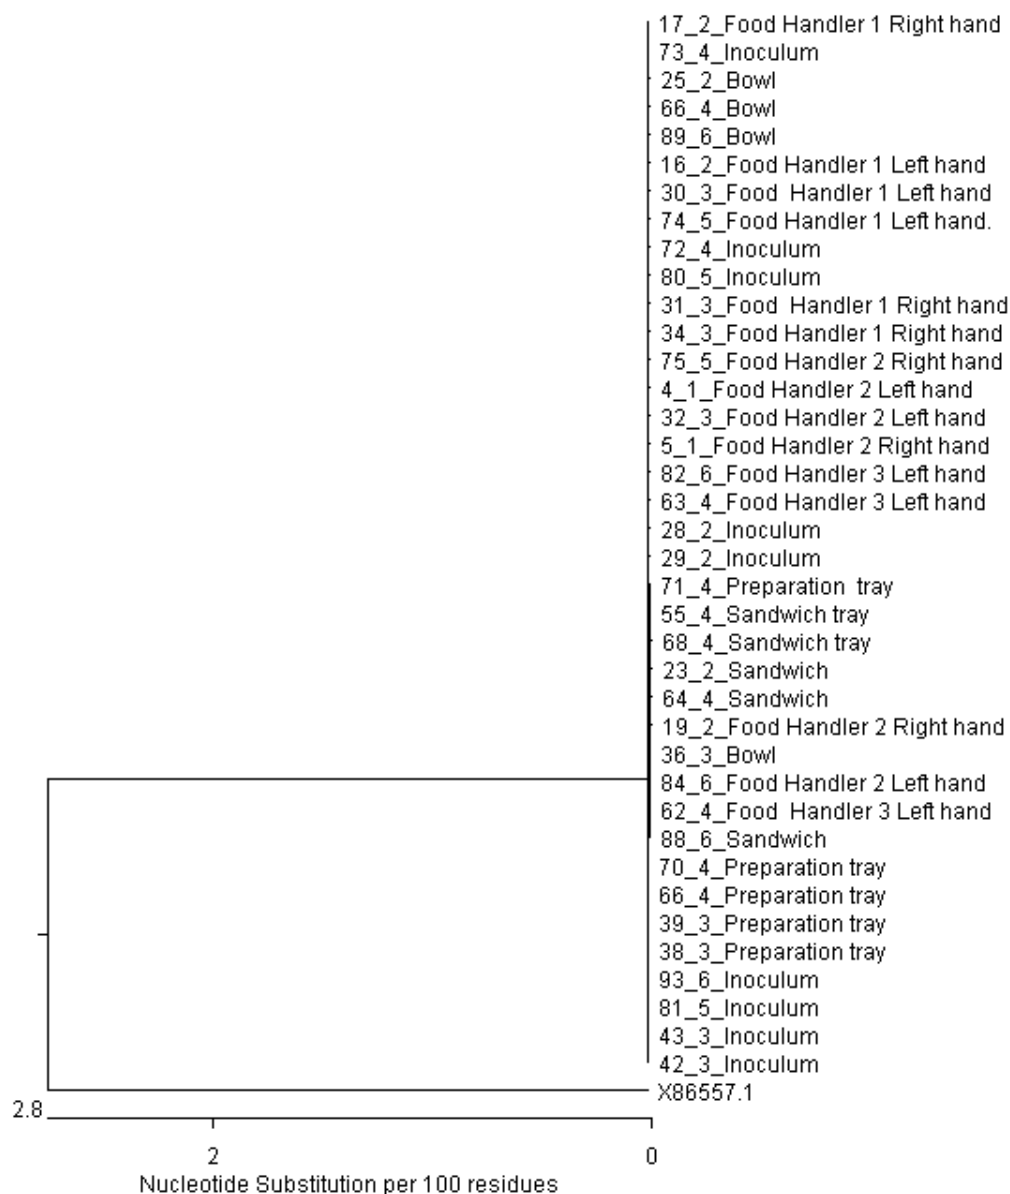 17_2_Food Handler 1 Right hand
73_4_Inoculum
25_2_Bowl
66_4_Bowl
89_6_Bowl
16_2_Food Handler 1 Left hand
30_3_Food  Handler 1 Left hand
74_5_Food Handler 1 Left hand.
72_4_Inoculum
80_5_Inoculum
31_3_Food  Handler 1 Right hand
34_3_Food Handler 1 Right hand
75_5_Food Handler 2 Right hand
4_1_Food Handler 2 Left hand
32_3_Food Handler 2 Left hand
5_1_Food Handler 2 Right hand
82_6_Food Handler 3 Left hand
63_4_Food Handler 3 Left hand
28_2_Inoculum
29_2_Inoculum
71_4_Preparation  tray
55_4_Sandwich tray
68_4_Sandwich tray
23_2_Sandwich
64_4_Sandwich
19_2_Food Handler 2 Right hand
36_3_Bowl
84_6_Food Handler 2 Left hand
62_4_Food  Handler 3 Left hand
88_6_Sandwich
70_4_Preparation tray
66_4_Preparation tray
39_3_Preparation tray
38_3_Preparation tray
93_6_Inoculum
81_5_Inoculum
43_3_Inoculum
42_3_Inoculum
X86557.1
2.8
2 0
Nucleotide Substitution per 100 residues